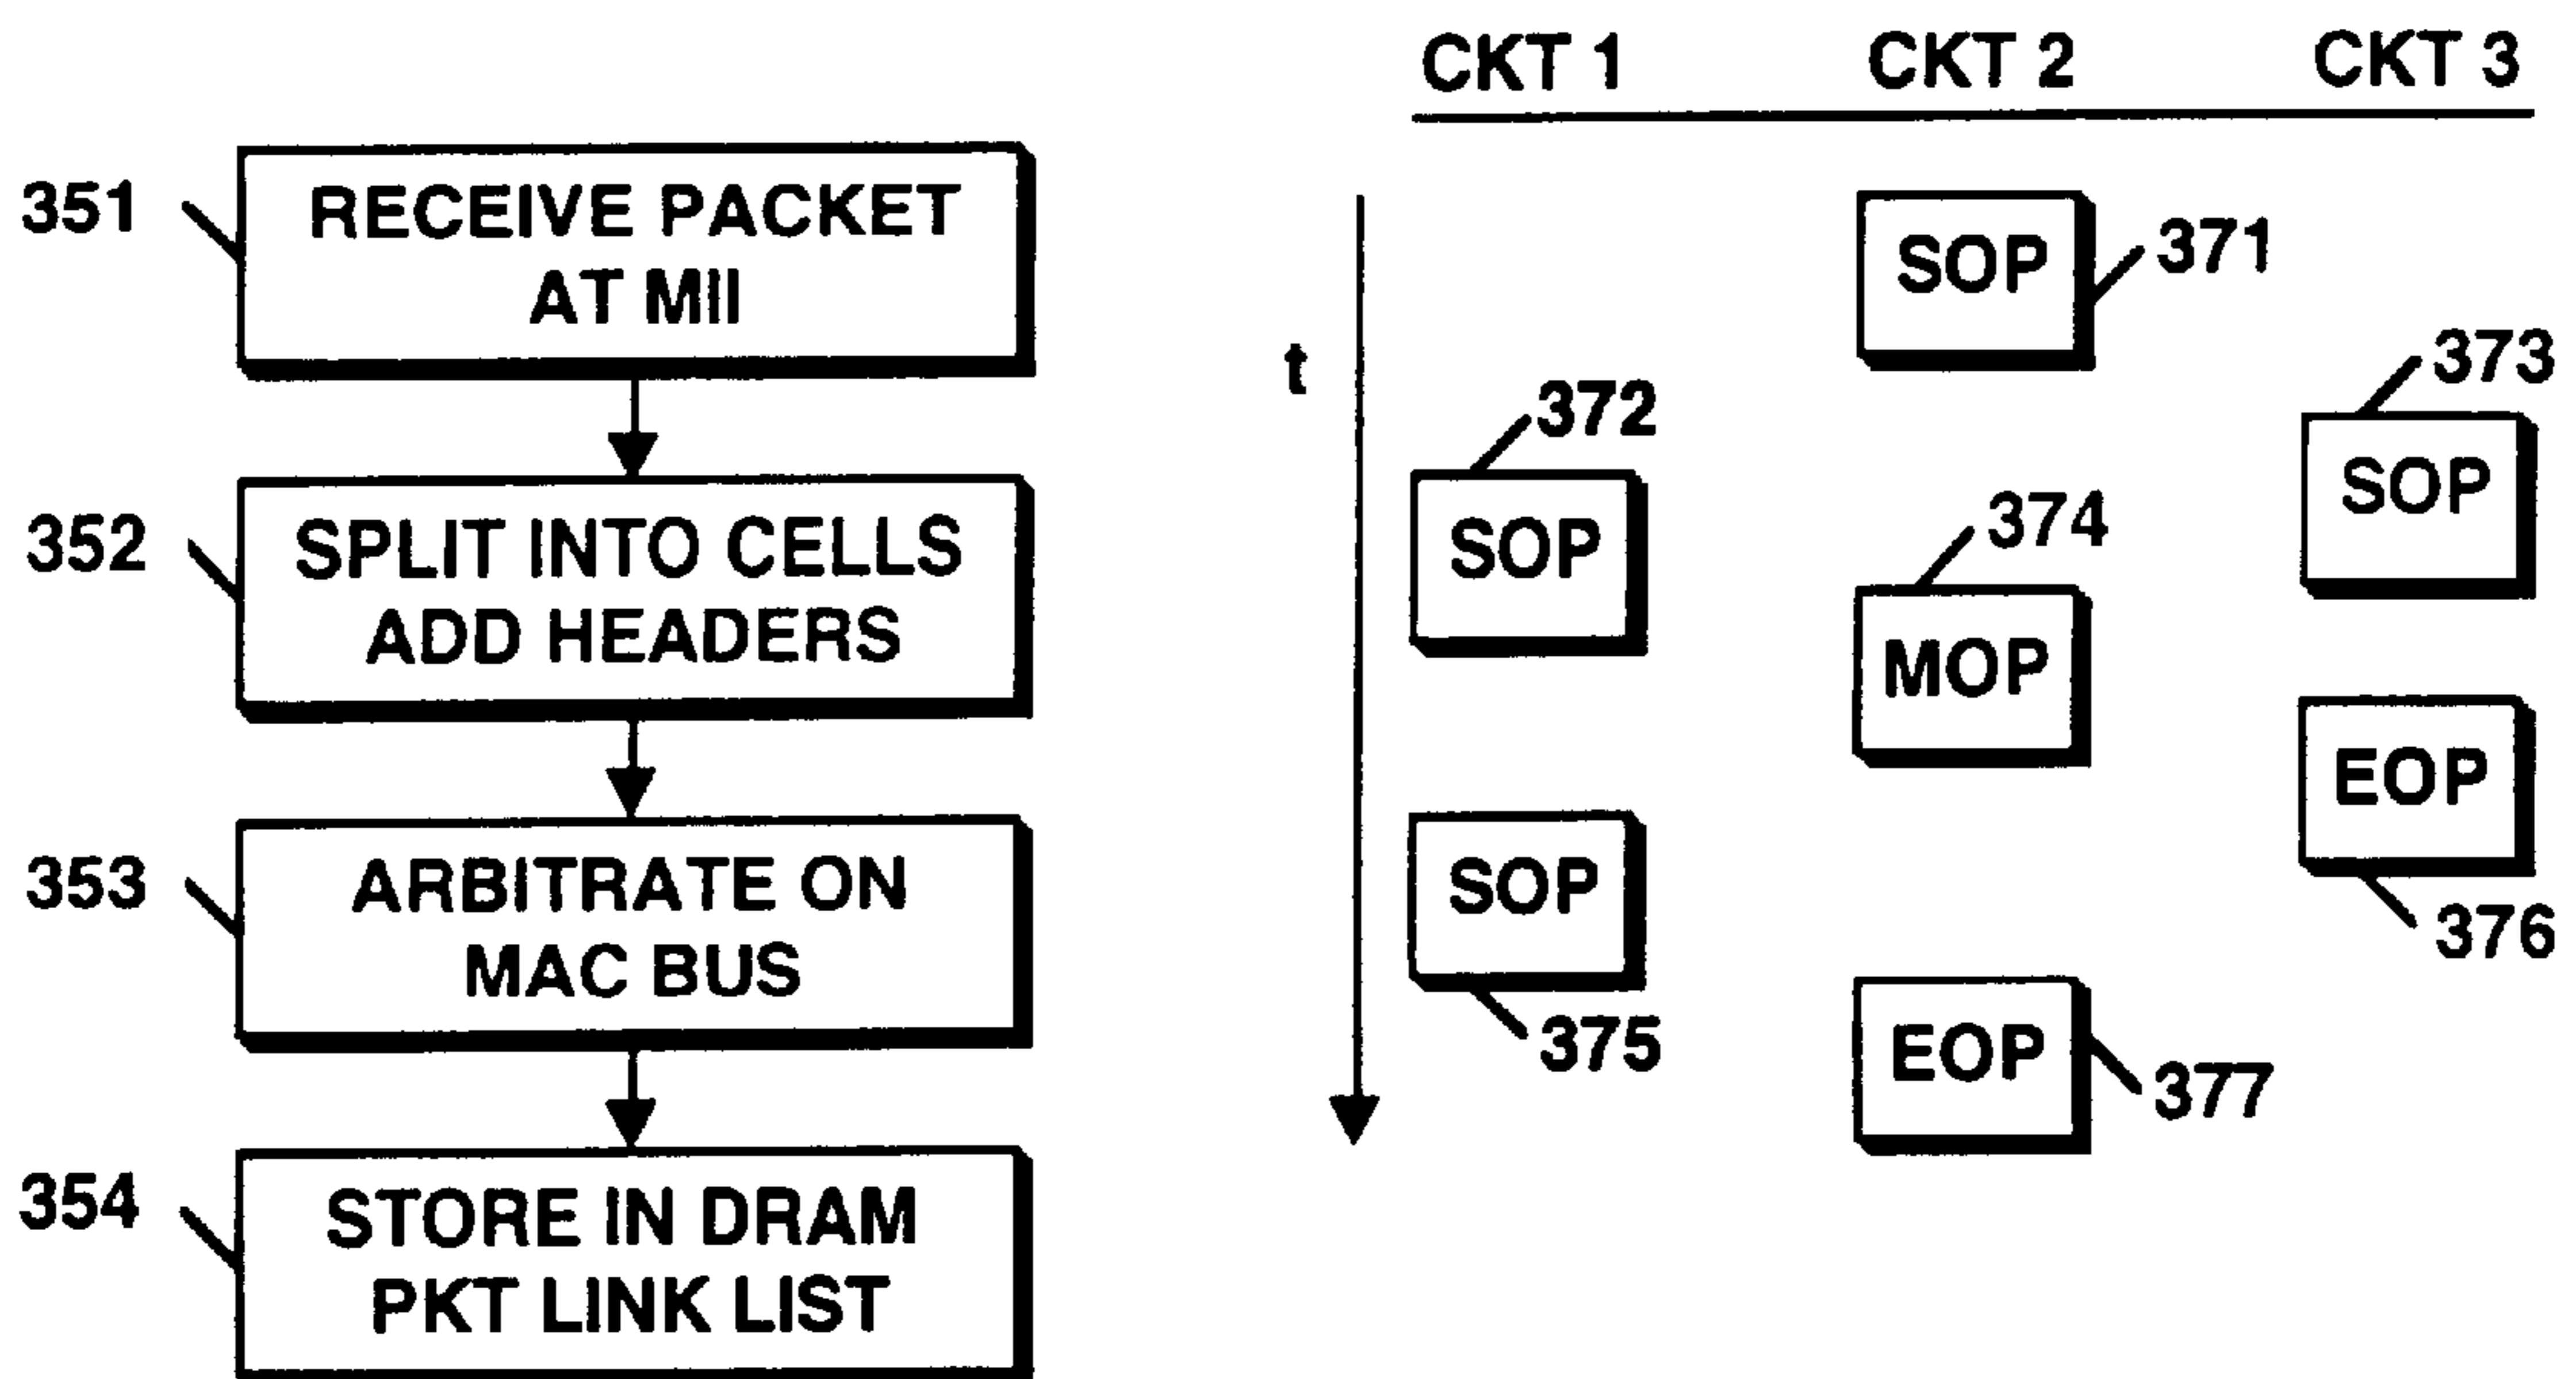 351
RECEIVE PACKET
AT MII
352
SPLIT INTO CELLS
ADD HEADERS
353
ARBITRATE ON
MAC BUS
354
STORE IN DRAM
PKT LINK LIST
CKT 1 CKT 2 CKT 3
t
SOP
371
373
372
SOP
SOP
374
MOP
EOP
376
SOP
375
EOP
377